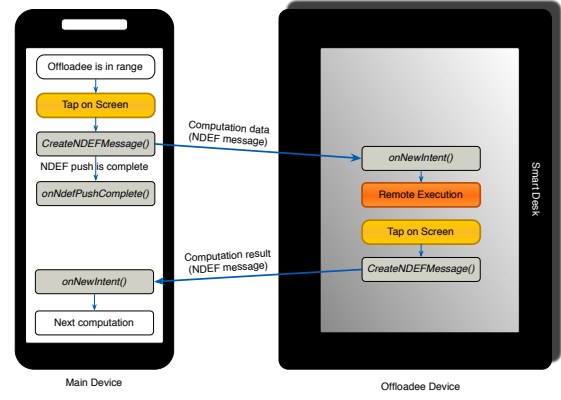 Offloadee is in range
Tap on Screen
CreateNDEFMessage()
NDEF push is complete
onNdefPushComplete()
onNewIntent()
Next computation
Main Device
Computation data
(NDEF message)
Computation result
(NDEF message)
onNewIntent()
Remote Execution
Tap on Screen
CreateNDEFMessage()
Smart Desk
Offloadee Device